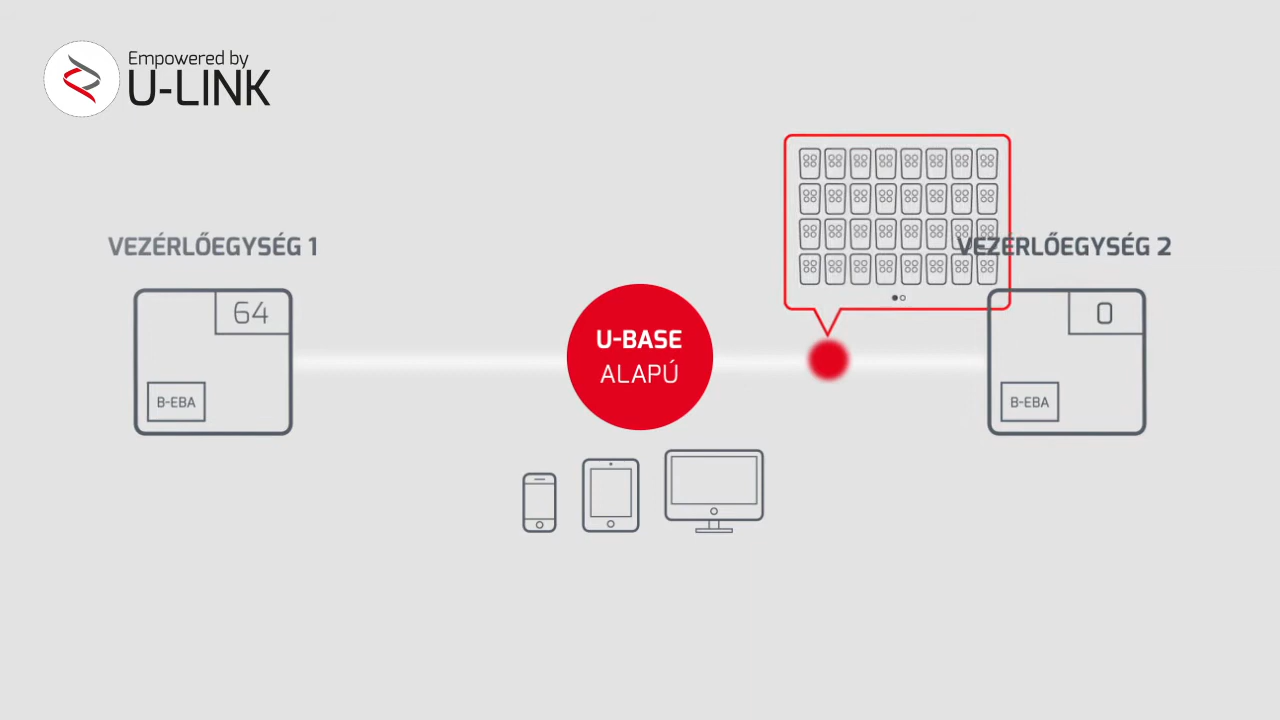 Empowered by
U-LINK
VEZÉRLŐEGYSÉG 1
VEZÉRLŐEGYSÉG 2
64
0
U-BASE
ALAPÚ
B-EBA
B-EBA